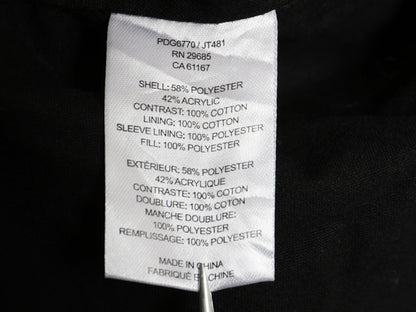 PDG6770 / JT481
RN 29685
CA 61167
SHELL: 58% POLYESTER
42% ACRYLIC
CONTRAST: 100% COTTON
LINING: 100% COTTON
SLEEVE LINING: 100% POLYESTER
FILL: 100% POLYESTER
EXTÉRIEUR: 58% POLYESTER
42% ACRYLIQUE
CONTRASTE: 100% COTON
DOUBLURE: 100% COTON
MANCHE DOUBLURE:
100% POLYESTER
REMPLISSAGE: 100% POLYESTER
MADE IN CHINA
FABRIQUÉ EN CHINE